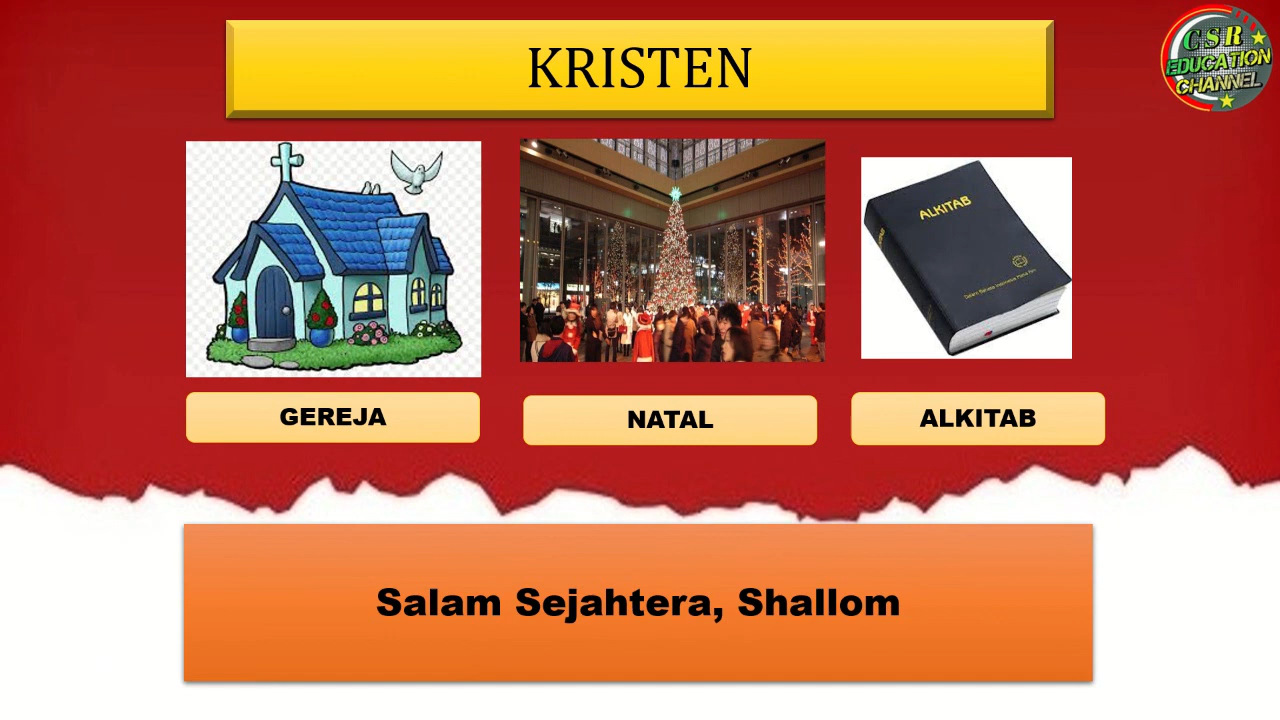 KRISTEN
CSR
EDUCATION
CHANNEL
ALKITAB
GEREJA
NATAL
ALKITAB
Salam Sejahtera, Shallom